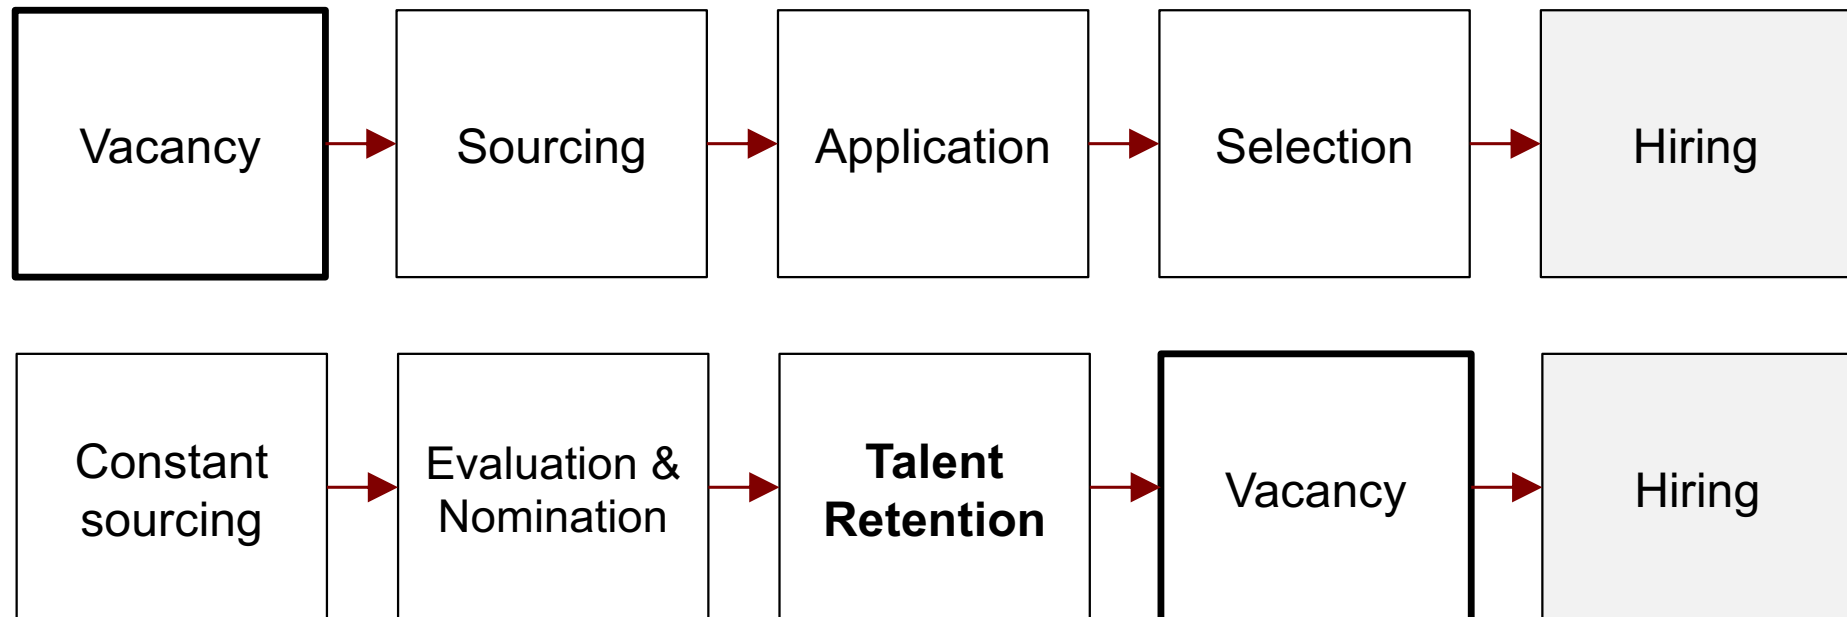 Vacancy
Sourcing
Application
Selection
Hiring
Constant
sourcing
Evaluation &
Nomination
Talent
Retention
Vacancy
Hiring